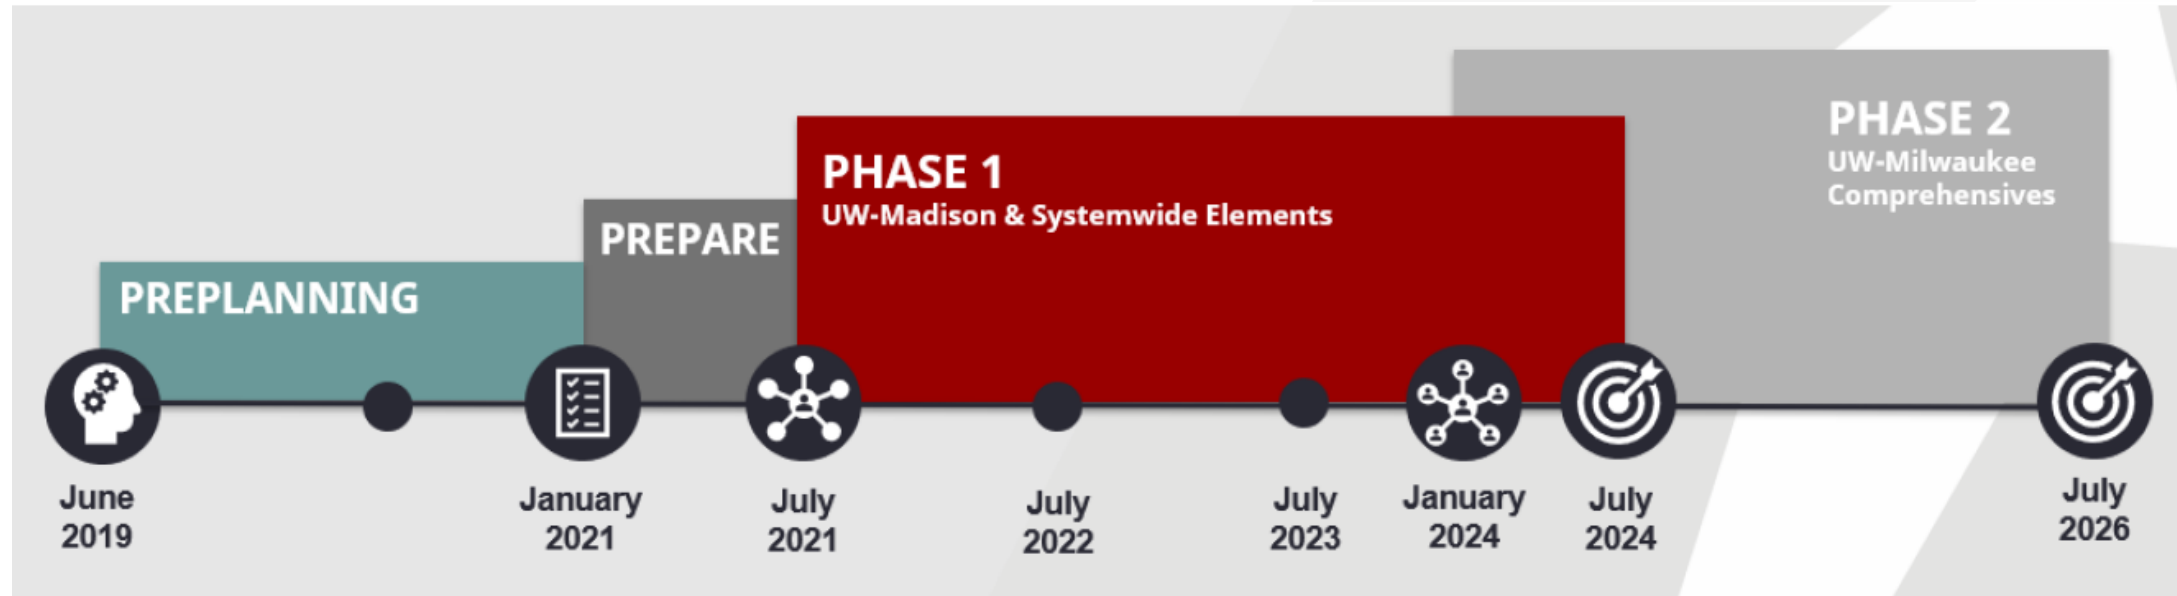 PREPLANNING
PREPARE
PHASE 1
UW-Madison & Systemwide Elements
PHASE 2
UW-Milwaukee
Comprehensives
June
2019
January
2021
July
2021
July
2022
July
2023
January
2024
July
2024
July
2026